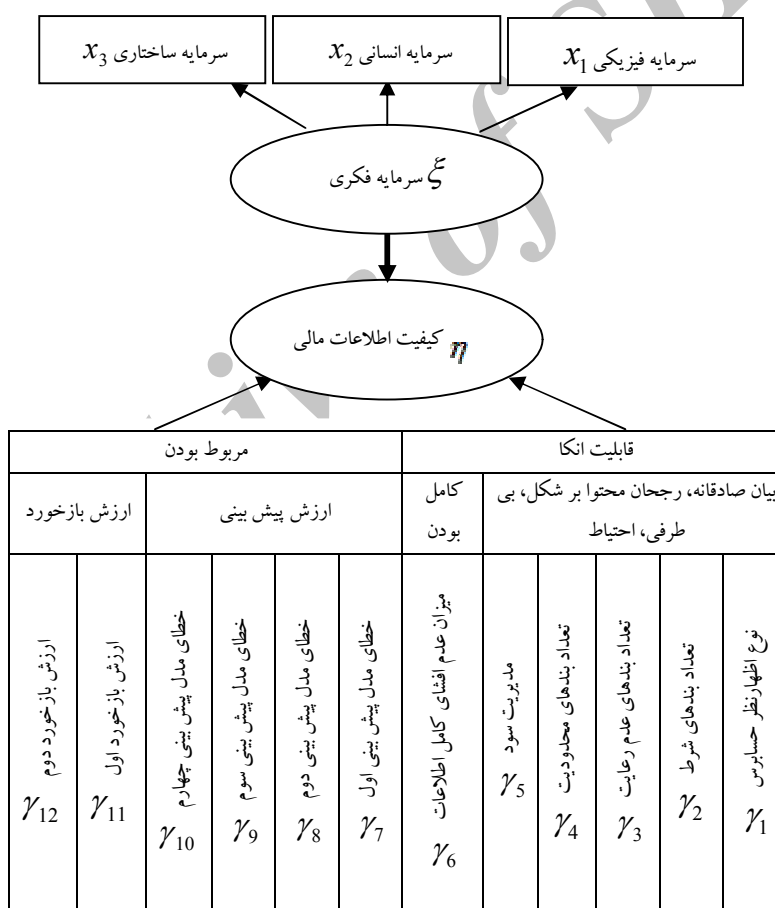 سرمایه فیزیکی x1
سرمایه انسانی x2
سرمایه ساختاری x3
سرمایه فکری ξ
کیفیت اطلاعات مالی η
قابلیت اتکا
مربوط بودن
بیان صادقانه، رجحان محتوا بر شکل، بی
طرفی، احتیاط
کامل
بودن
ارزش پیش بینی
ارزش بازخورد
نوع اظهارنظر حسابرس γ1
تعداد بندهای شرط γ2
تعداد بندهای عدم رعایت γ3
تعداد بندهای محدودیت γ4
مدیریت سود γ5
میزان عدم افشای کامل اطلاعات γ6
خطای مدل پیش بینی اول γ7
خطای مدل پیش بینی دوم γ8
خطای مدل پیش بینی سوم γ9
خطای مدل پیش بینی چهارم γ10
ارزش بازخورد اول γ11
ارزش بازخورد دوم γ12